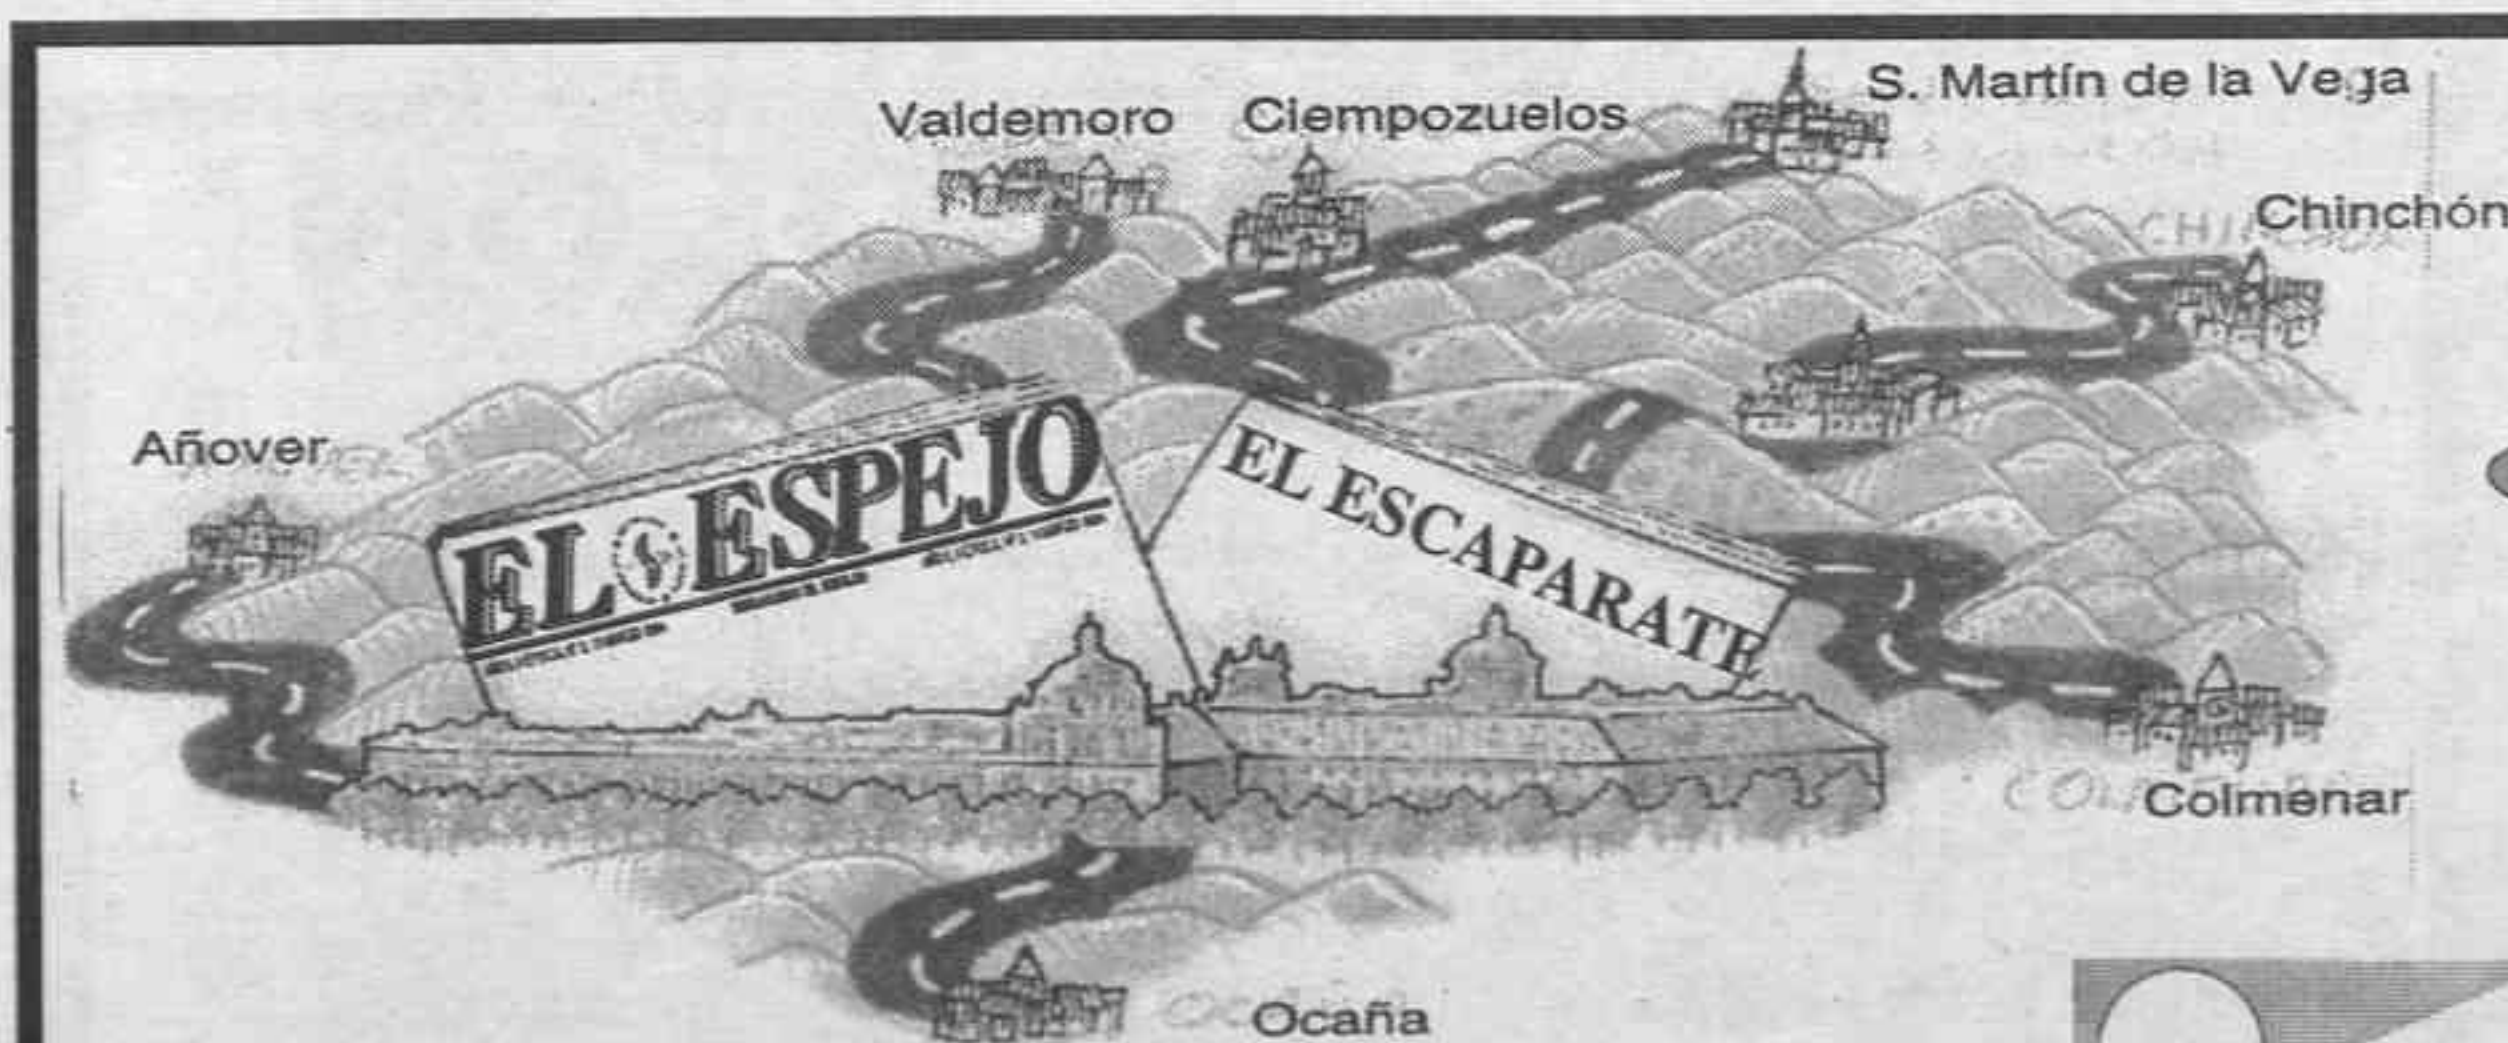 S. Martín de la Vega
Valdemoro
Ciempozuelos
Chinchón
Añover
EL ESPEJO
EL ESCAPARATE
Colmenar
Ocaña